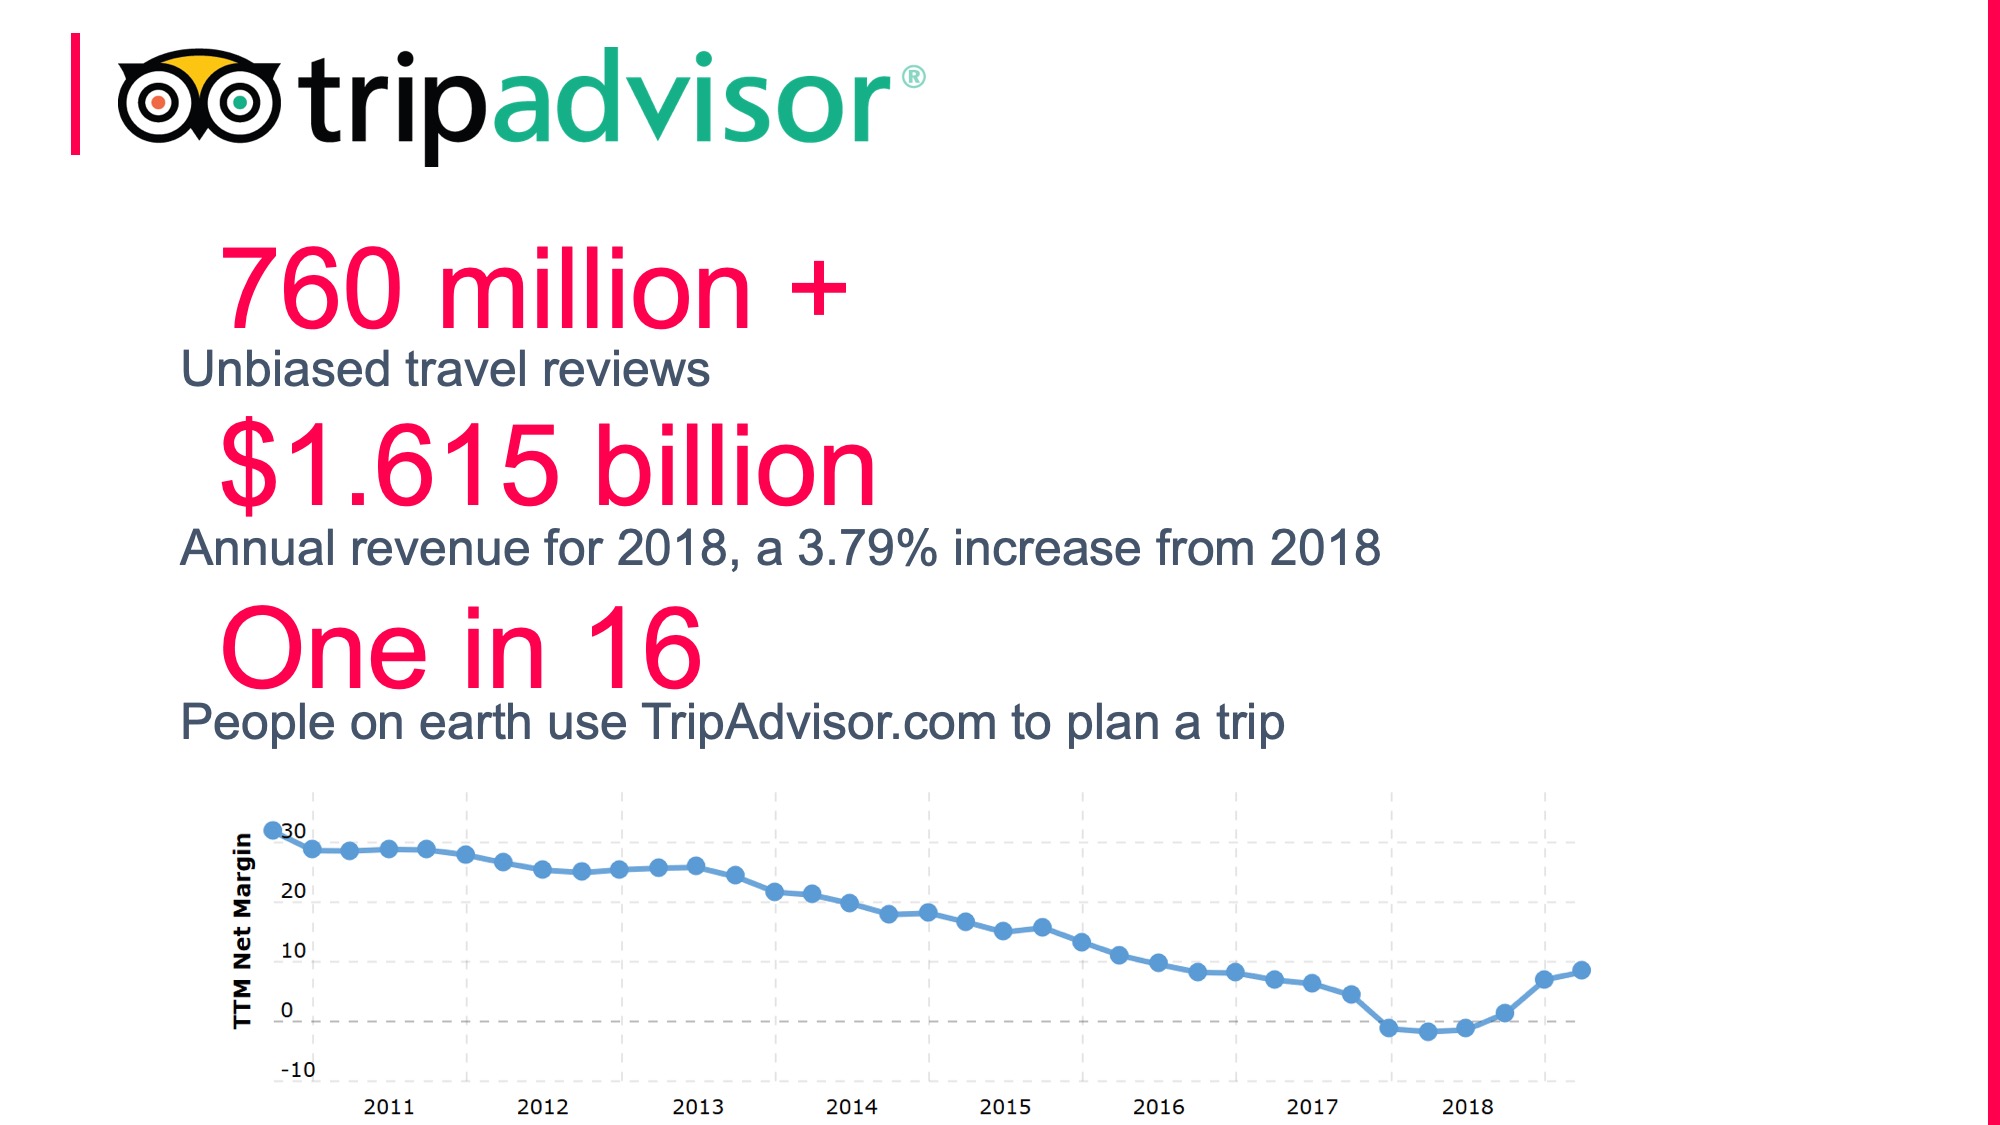 tripadvisor®
760 million +
Unbiased travel reviews
$1.615 billion
Annual revenue for 2018, a 3.79% increase from 2018
One in 16
People on earth use TripAdvisor.com to plan a trip
TTM Net Margin
30
20
10
0
-10
2011 2012 2013 2014 2015 2016 2017 2018